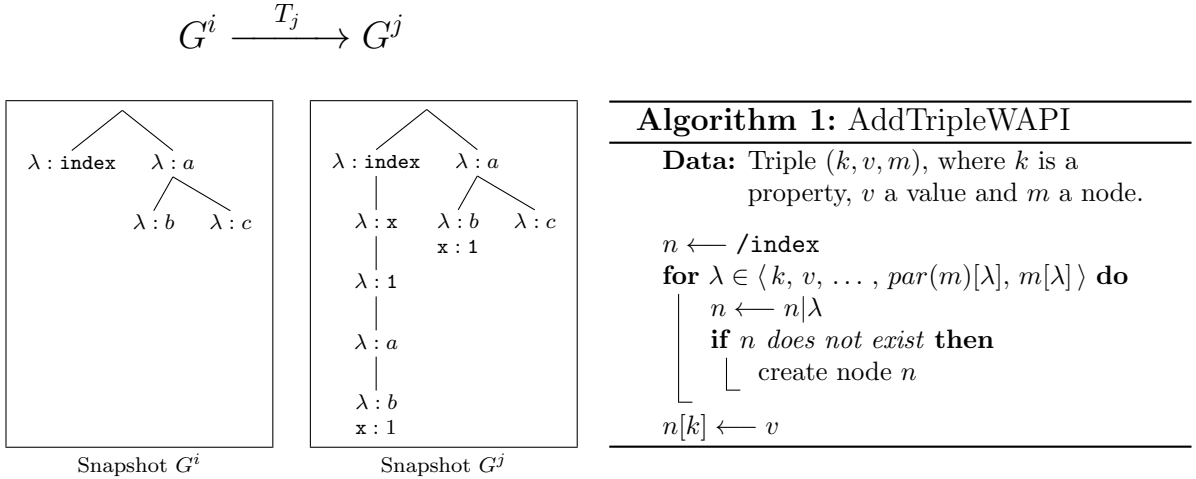 G^i T_j G^j
λ : index λ : a
λ : b λ : c
Snapshot G^i
λ : index λ : a
λ : x λ : b λ : c
x : 1
λ : 1
λ : a
λ : b
x : 1
Snapshot G^j
Algorithm 1: AddTripleWAPI
Data: Triple (k, v, m), where k is a
property, v a value and m a node.
n ⟵ /index
for λ ∈ ⟨ k, v, … , par(m)[λ], m[λ] ⟩ do
n ⟵ n|λ
if n does not exist then
create node n
n[k] ⟵ v